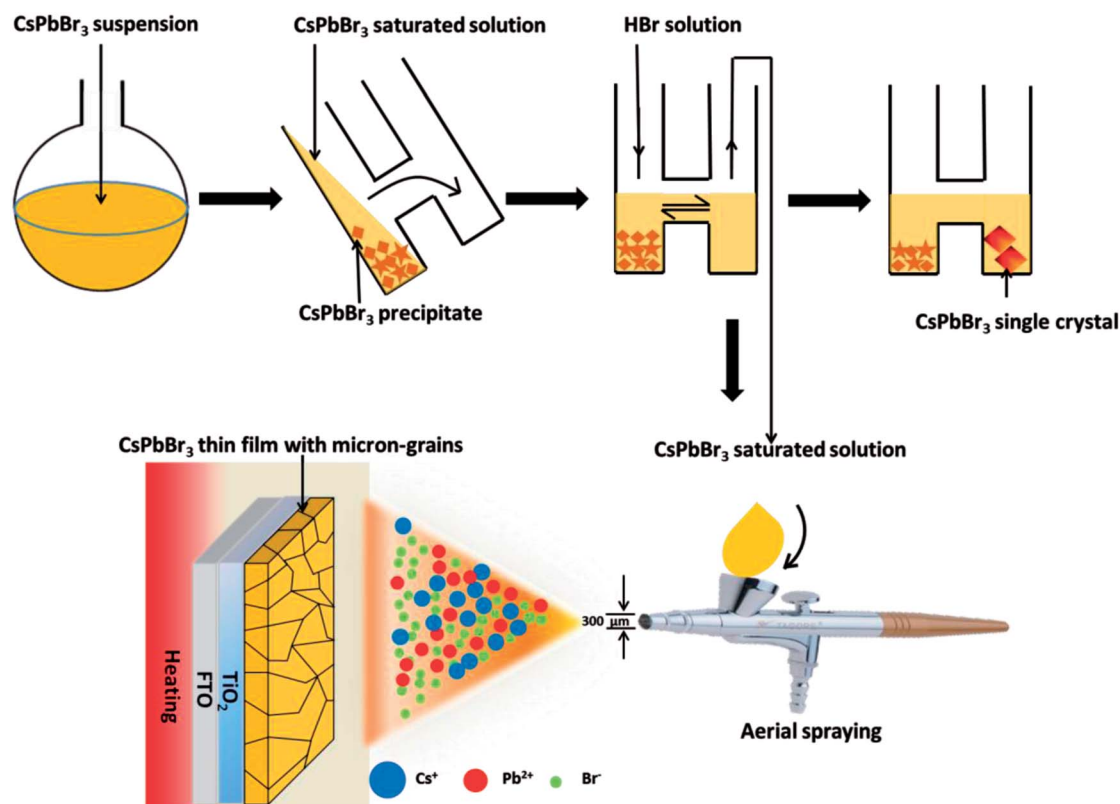 CsPbBr₃ suspension
CsPbBr₃ saturated solution
HBr solution
CsPbBr₃ precipitate
CsPbBr₃ single crystal
CsPbBr₃ thin film with micron-grains
CsPbBr₃ saturated solution
300 µm
Heating
FTO
TiO₂
Aerial spraying
Cs⁺
Pb²⁺
Br⁻